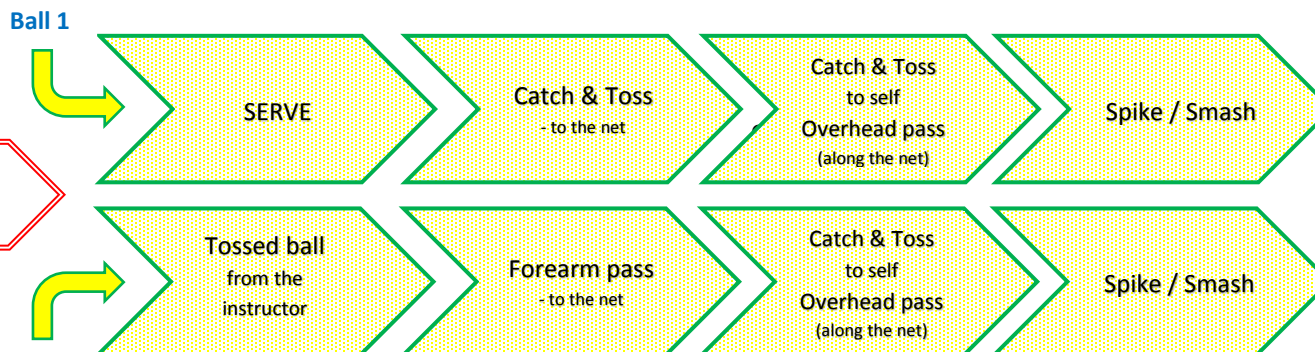 Ball 1
SERVE
Catch & Toss
- to the net
Catch & Toss
to self
Overhead pass
(along the net)
Spike / Smash
Tossed ball
from the
instructor
Forearm pass
- to the net
Catch & Toss
to self
Overhead pass
(along the net)
Spike / Smash